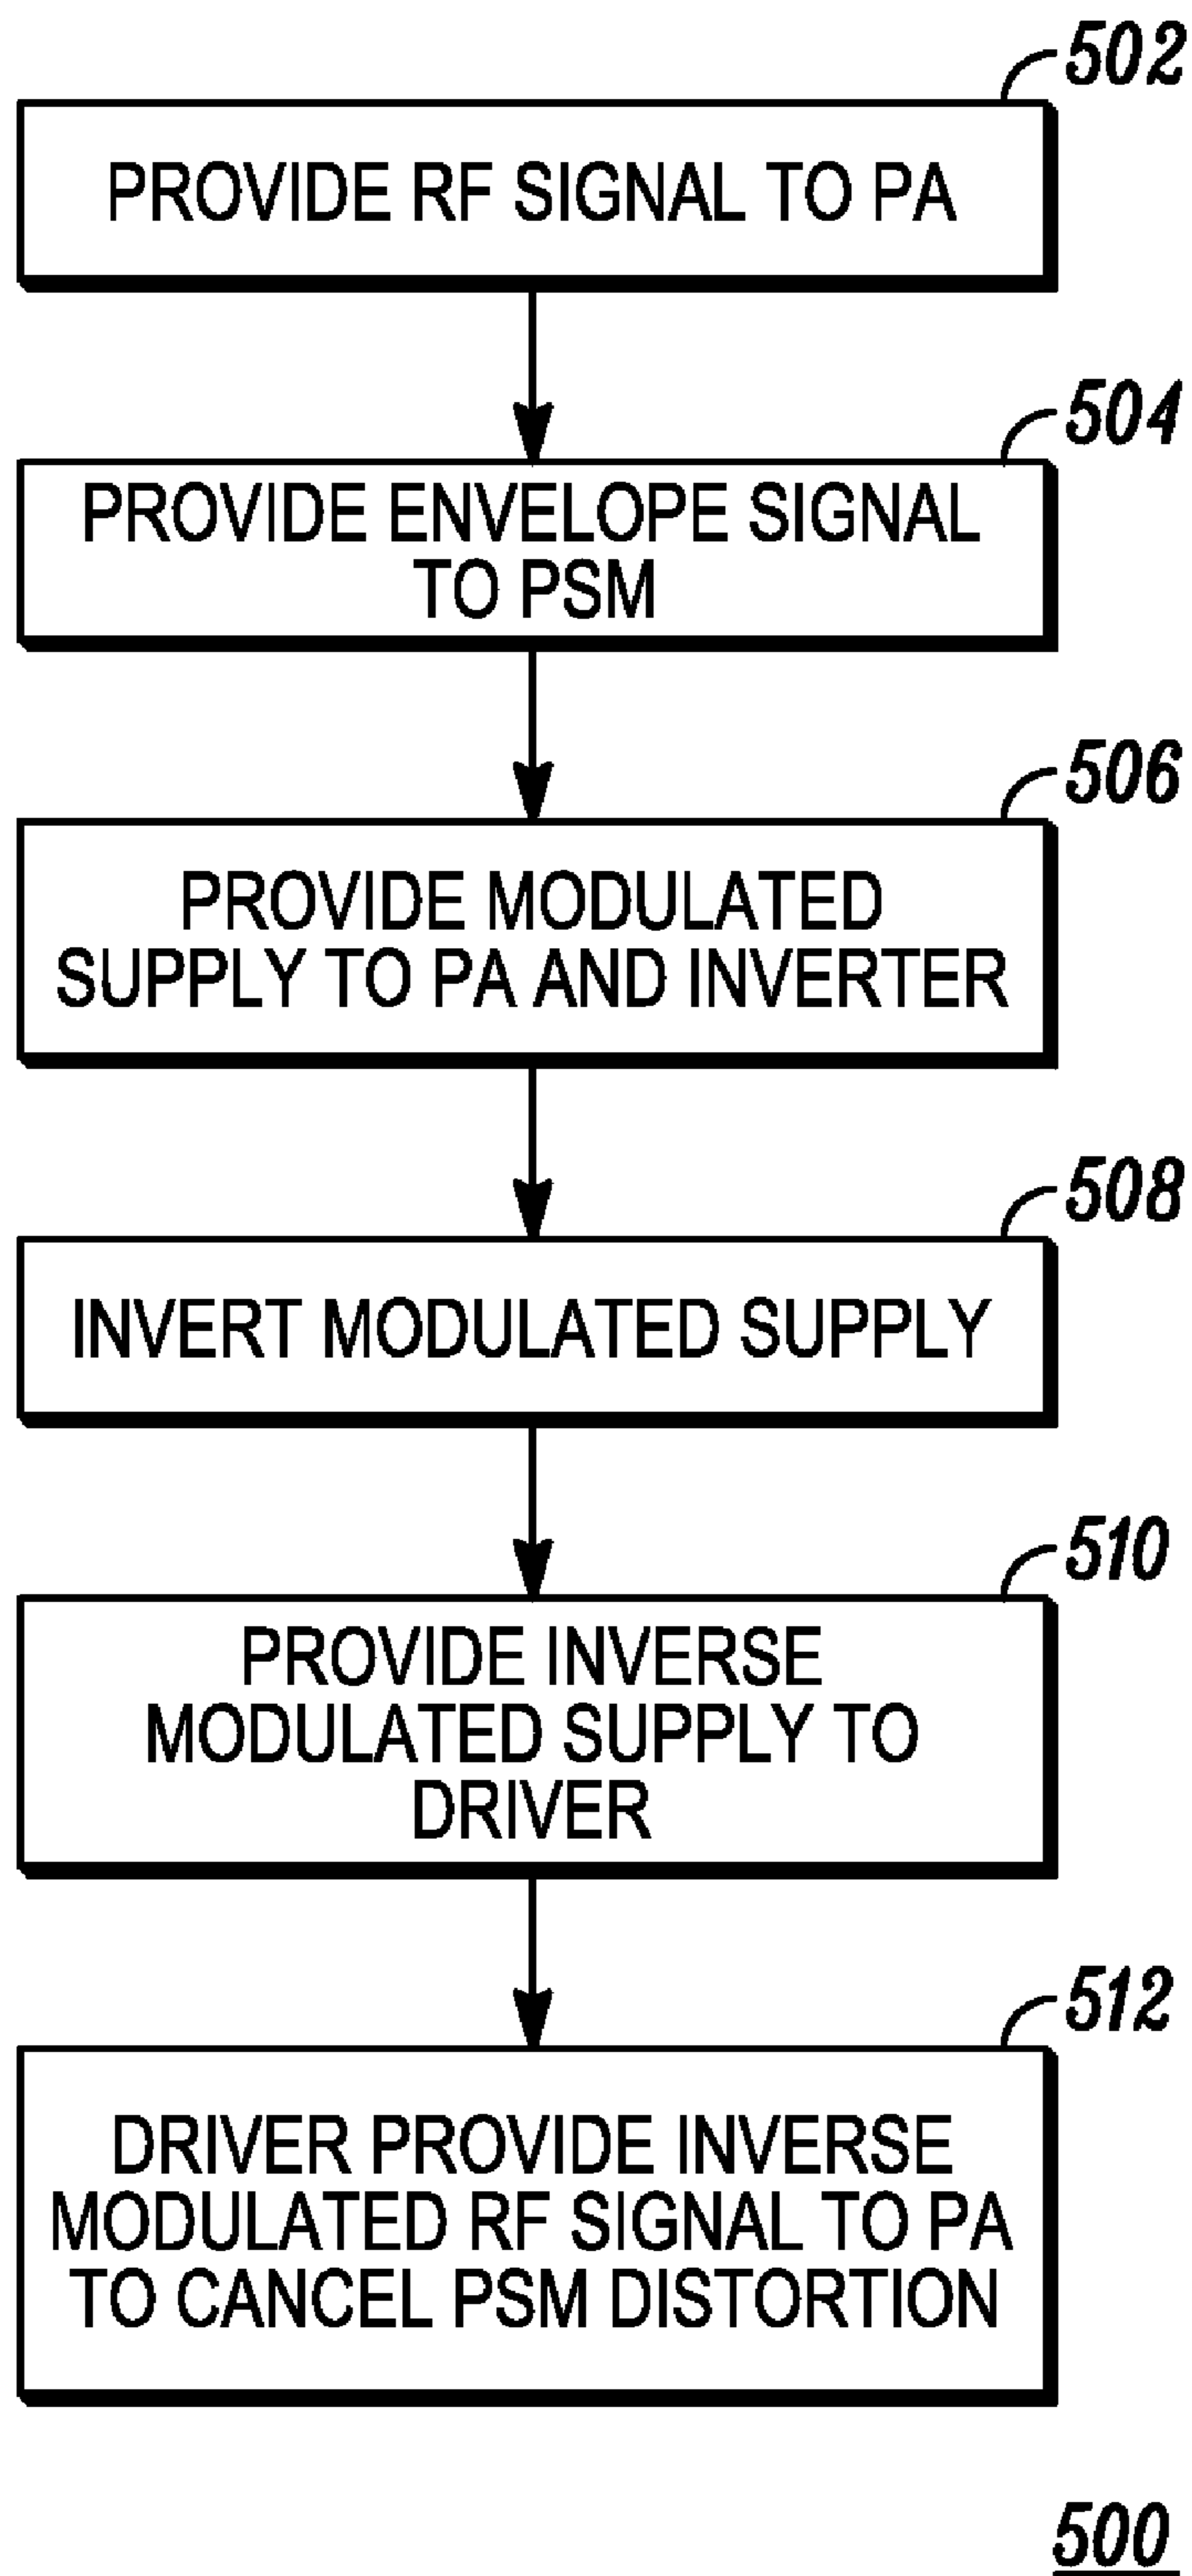 502
PROVIDE RF SIGNAL TO PA
504
PROVIDE ENVELOPE SIGNAL
TO PSM
506
PROVIDE MODULATED
SUPPLY TO PA AND INVERTER
508
INVERT MODULATED SUPPLY
510
PROVIDE INVERSE
MODULATED SUPPLY TO
DRIVER
512
DRIVER PROVIDE INVERSE
MODULATED RF SIGNAL TO PA
TO CANCEL PSM DISTORTION
500